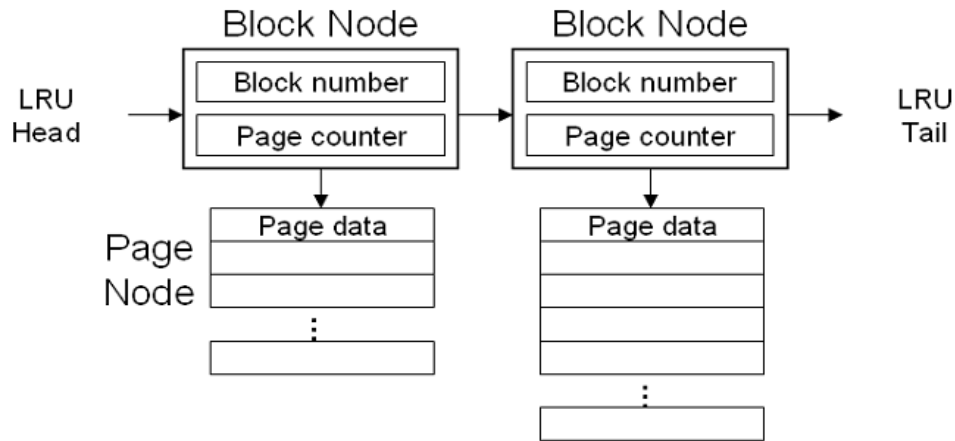 Block Node
Block Node
LRU
Head
Block number
Page counter
Block number
Page counter
LRU
Tail
Page
Node
Page data
Page data